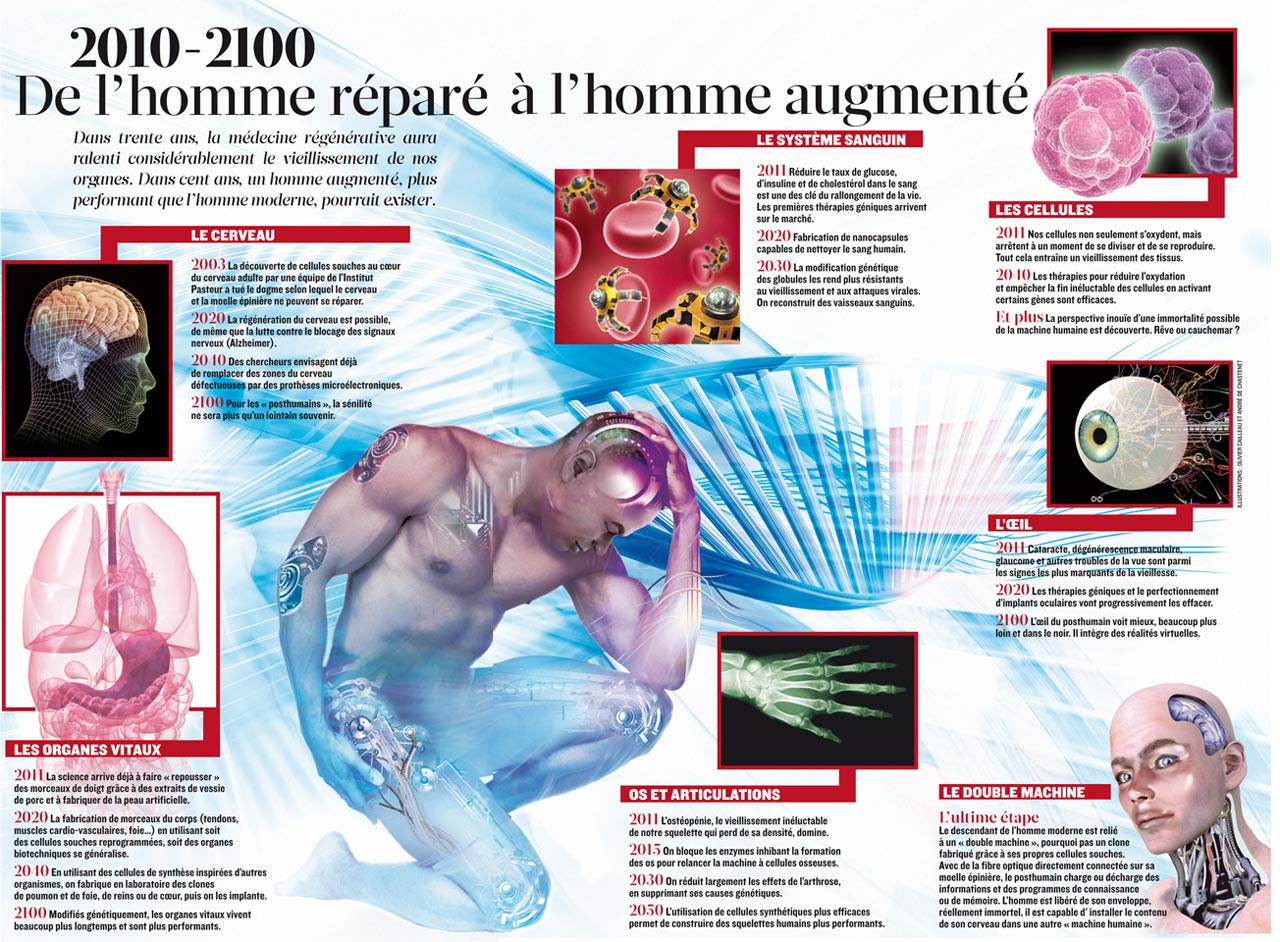 2010-2100
De l'homme réparé à l'homme augmenté
Dans trente ans, la médecine régénérative aura
ralenti considérablement le vieillissement de nos
organes. Dans cent ans, un homme augmenté, plus
performant que l'homme moderne, pourrait exister.
LE CERVEAU
2003 La découverte de cellules souches au cœur
du cerveau adulte par une équipe de l'Institut
Pasteur a tué le dogme selon lequel le cerveau
et la moelle épinière ne peuvent se réparer.
2020 La régénération du cerveau est possible,
de même que la lutte contre le blocage des signaux
nerveux (Alzheimer).
2040 Des chercheurs envisagent déjà
de remplacer des zones du cerveau
défectueuses par des prothèses microélectroniques.
2100 Pour les « posthumains », la sénilité
ne sera plus qu'un lointain souvenir.
LE SYSTÈME SANGUIN
2011 Réduire le taux de glucose,
d'insuline et de cholestérol dans le sang
est une des clé du rallongement de la vie.
Les premières thérapies géniques arrivent
sur le marché.
2020 Fabrication de nanocapsules
capables de nettoyer le sang humain.
2030 La modification génétique
des globules les rend plus résistants
au vieillissement et aux attaques virales.
On reconstruit des vaisseaux sanguins.
LES CELLULES
2011 Nos cellules non seulement s'oxydent, mais
arrêtent à un moment de se diviser et de se reproduire.
Tout cela entraîne un vieillissement des tissus.
2040 Les thérapies pour réduire l'oxydation
et empêcher la fin inéluctable des cellules en activant
certains gènes sont efficaces.
Et plus La perspective inouïe d'une immortalité possible
de la machine humaine est découverte. Rêve ou cauchemar ?
ILLUSTRATIONS : OLIVIER CAILLEAU ET ANDRÉ DE CHASTENET
L'ŒIL
2011 Cataracte, dégénérescence maculaire,
glaucome et autres troubles de la vue sont parmi
les signes les plus marquants de la vieillesse.
2020 Les thérapies géniques et le perfectionnement
d'implants oculaires vont progressivement les effacer.
2100 L'œil du posthumain voit mieux, beaucoup plus
loin et dans le noir. Il intègre des réalités virtuelles.
LES ORGANES VITAUX
2011 La science arrive déjà à faire « repousser »
des morceaux de doigt grâce à des extraits de vessie
de porc et à fabriquer de la peau artificielle.
2020 La fabrication de morceaux du corps (tendons,
muscles cardio-vasculaires, foie...) en utilisant soit
des cellules souches reprogrammées, soit des organes
biotechniques se généralise.
2040 En utilisant des cellules de synthèse inspirées d'autres
organismes, on fabrique en laboratoire des clones
de poumon et de foie, de reins ou de cœur, puis on les implante.
2100 Modifiés génétiquement, les organes vitaux vivent
beaucoup plus longtemps et sont plus performants.
OS ET ARTICULATIONS
2011 L'ostéopénie, le vieillissement inéluctable
de notre squelette qui perd de sa densité, domine.
2015 On bloque les enzymes inhibant la formation
des os pour relancer la machine à cellules osseuses.
2030 On réduit largement les effets de l'arthrose,
en supprimant ses causes génétiques.
2050 L'utilisation de cellules synthétiques plus efficaces
permet de construire des squelettes humains plus performants.
LE DOUBLE MACHINE
L'ultime étape
Le descendant de l'homme moderne est relié
à un « double machine », pourquoi pas un clone
fabriqué grâce à ses propres cellules souches.
Avec de la fibre optique directement connectée sur sa
moelle épinière, le posthumain charge ou décharge des
informations et des programmes de connaissance
ou de mémoire. L'homme est libéré de son enveloppe,
réellement immortel, il est capable d' installer le contenu
de son cerveau dans une autre « machine humaine ».